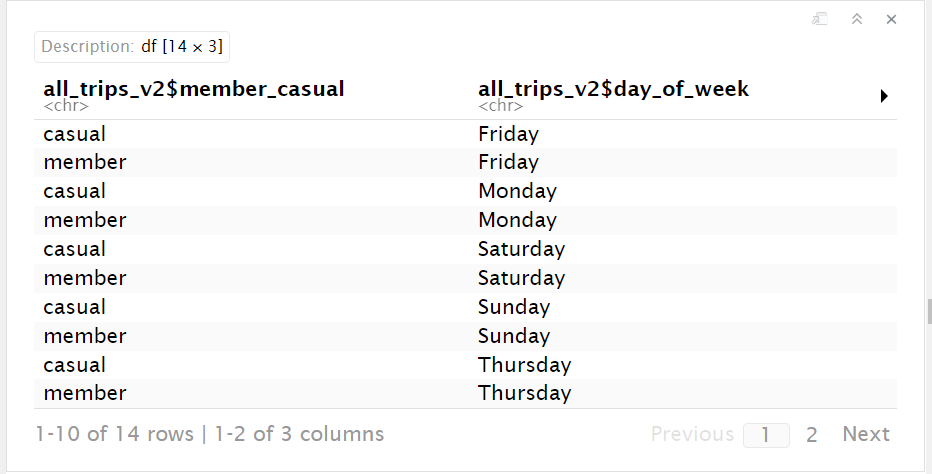 Description: df [14 × 3]
all_trips_v2$member_casual all_trips_v2$day_of_week
<chr> <chr>
casual Friday
member Friday
casual Monday
member Monday
casual Saturday
member Saturday
casual Sunday
member Sunday
casual Thursday
member Thursday
1-10 of 14 rows | 1-2 of 3 columns Previous 1 2 Next